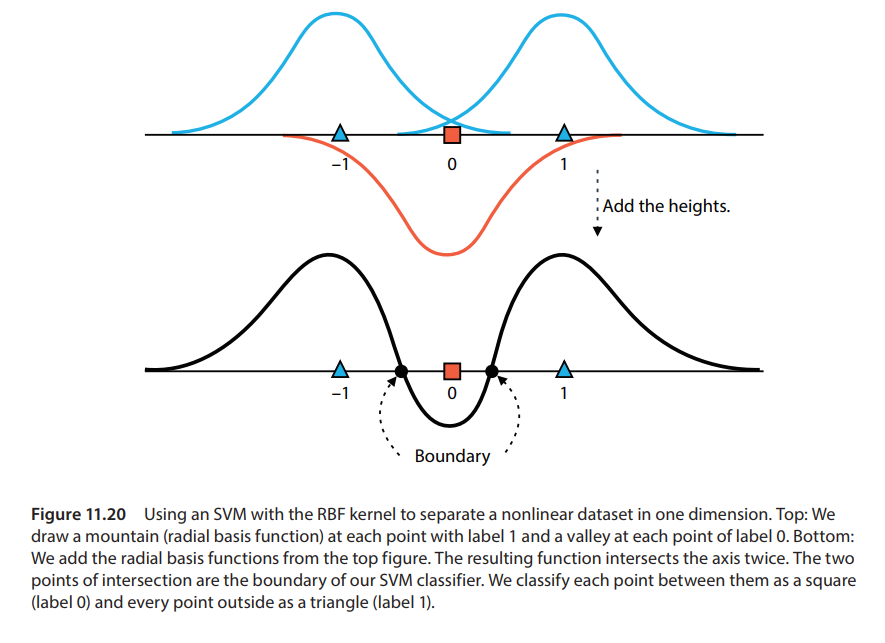 −1
0
1
Add the heights.
−1
0
1
Boundary
Figure 11.20 Using an SVM with the RBF kernel to separate a nonlinear dataset in one dimension. Top: We
draw a mountain (radial basis function) at each point with label 1 and a valley at each point of label 0. Bottom:
We add the radial basis functions from the top figure. The resulting function intersects the axis twice. The two
points of intersection are the boundary of our SVM classifier. We classify each point between them as a square
(label 0) and every point outside as a triangle (label 1).